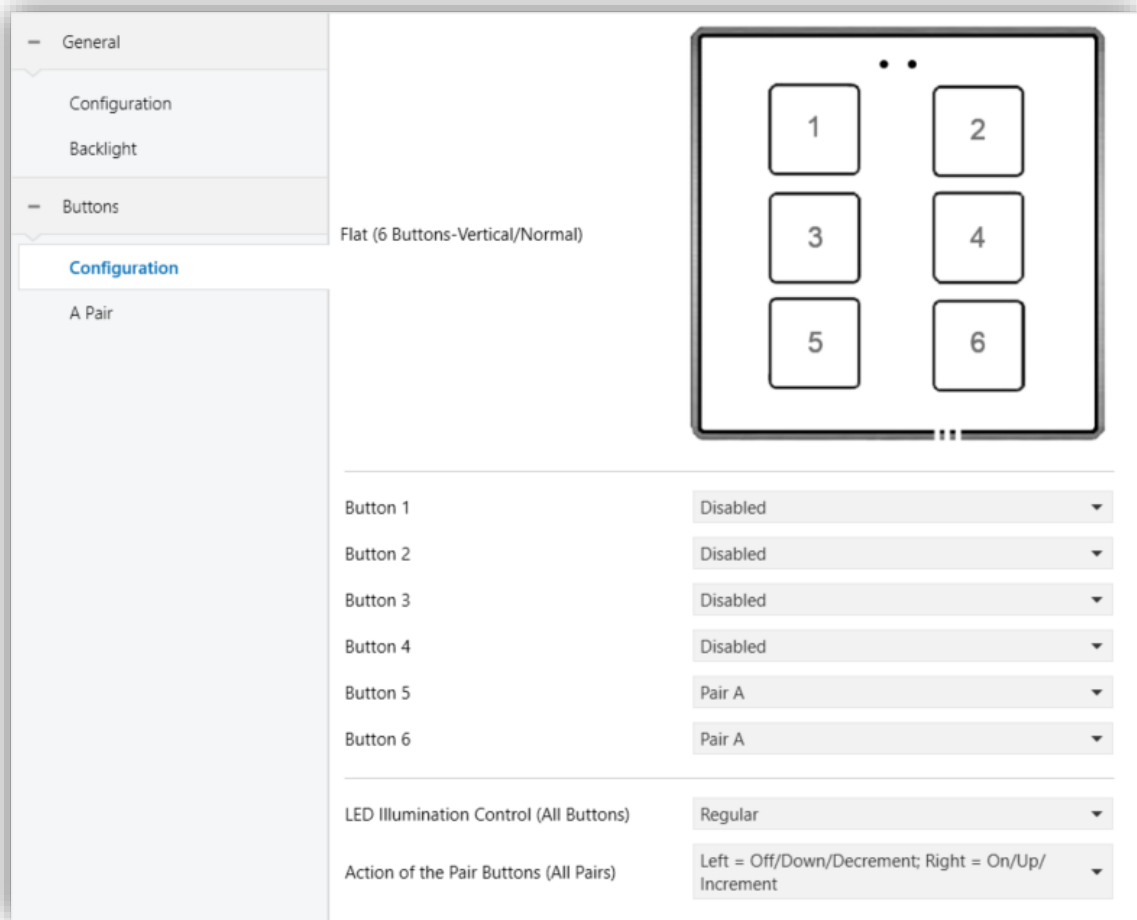 General
Configuration
Backlight
Buttons
Configuration
A Pair
Flat (6 Buttons-Vertical/Normal)
1 2
3 4
5 6
Button 1 Disabled
Button 2 Disabled
Button 3 Disabled
Button 4 Disabled
Button 5 Pair A
Button 6 Pair A
LED Illumination Control (All Buttons) Regular
Action of the Pair Buttons (All Pairs) Left = Off/Down/Decrement; Right = On/Up/
Increment